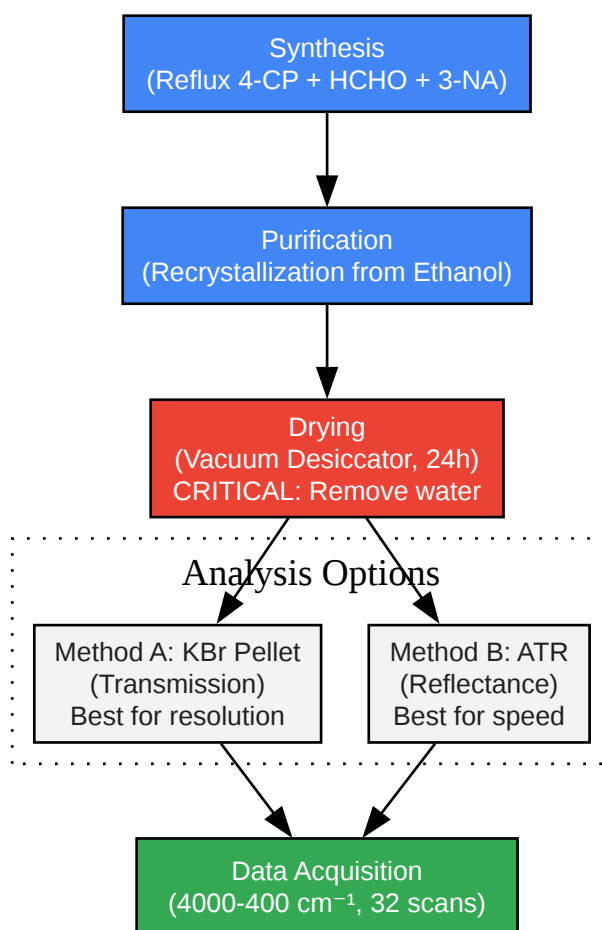 Synthesis
(Reflux 4-CP + HCHO + 3-NA)
Purification
(Recrystallization from Ethanol)
Drying
(Vacuum Desiccator, 24h)
CRITICAL: Remove water
Analysis Options
Method A: KBr Pellet
(Transmission)
Best for resolution
Method B: ATR
(Reflectance)
Best for speed
Data Acquisition
(4000-400 cm⁻¹, 32 scans)